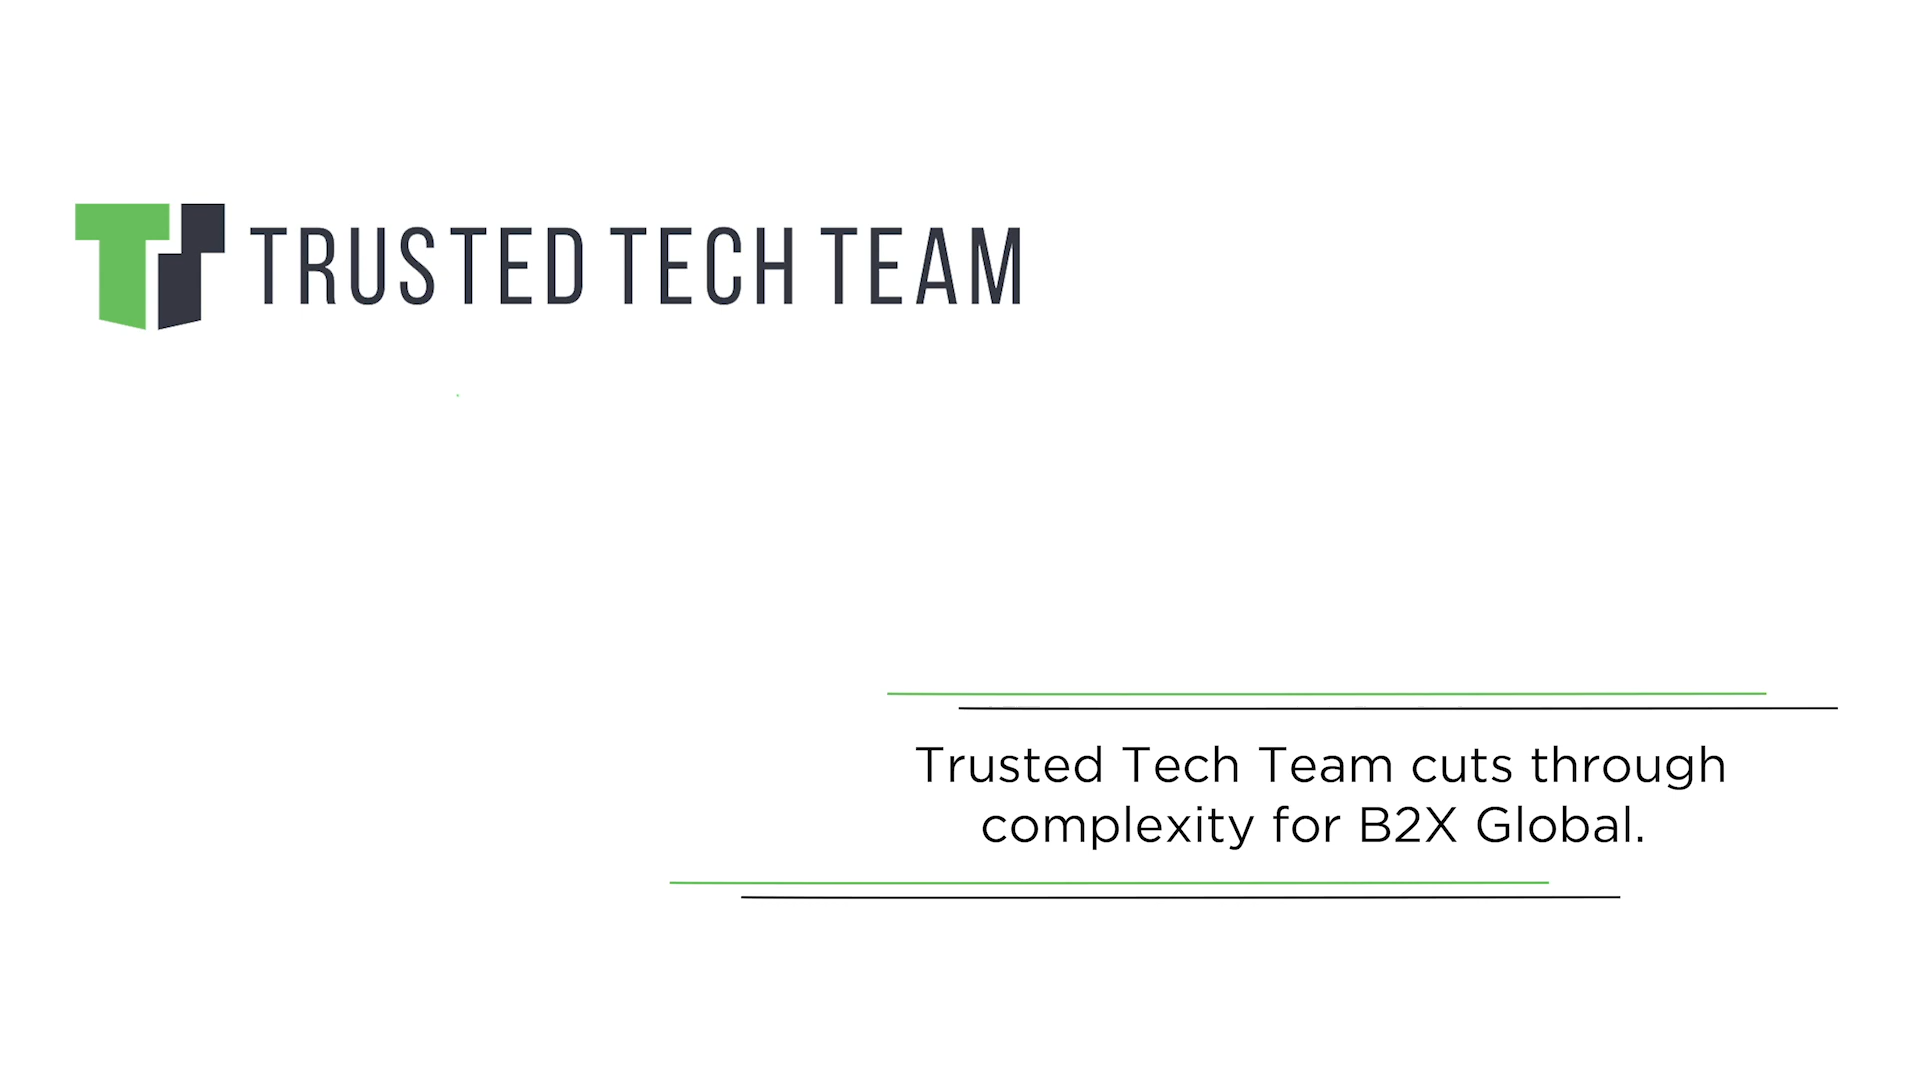 TRUSTED TECH TEAM
Trusted Tech Team cuts through
complexity for B2X Global.